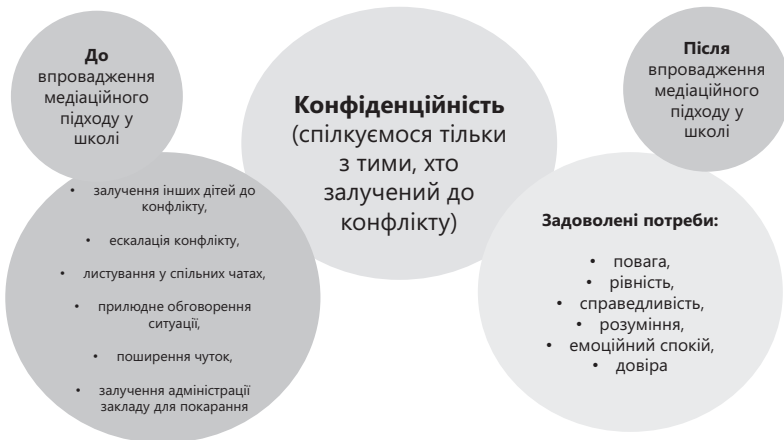 До
впровадження
медіаційного
підходу у
школі
• залучення інших дітей до
конфлікту,
• ескалація конфлікту,
• листування у спільних чатах,
• прилюдне обговорення
ситуації,
• поширення чуток,
• залучення адміністрації
закладу для покарання
Конфіденційність
(спілкуємося тільки
з тими, хто
залучений до
конфлікту)
Після
впровадження
медіаційного
підходу у
школі
Задоволені потреби:
• повага,
• рівність,
• справедливість,
• розуміння,
• емоційний спокій,
• довіра